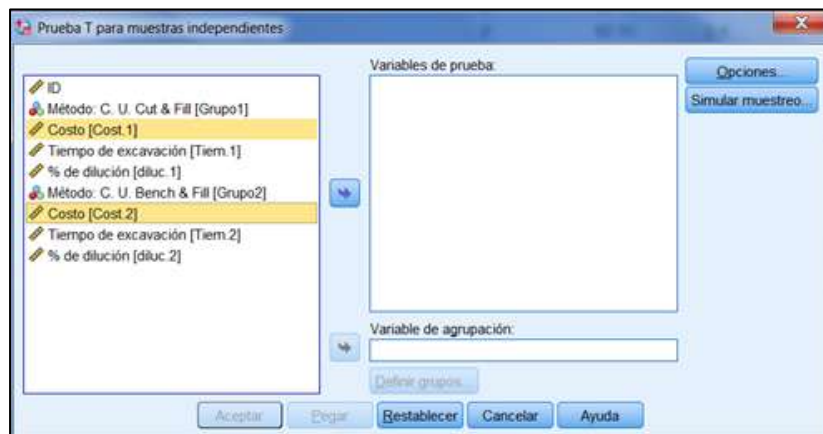 Prueba T para muestras independientes
ID
Método: C. U. Cut & Fill [Grupo1]
Costo [Cost.1]
Tiempo de excavación [Tiem.1]
% de dilución [diluc.1]
Método: C. U. Bench & Fill [Grupo2]
Costo [Cost.2]
Tiempo de excavación [Tiem.2]
% de dilución [diluc.2]
Variables de prueba:
Opciones...
Simular muestreo...
Variable de agrupación:
Definir grupos...
Aceptar
Pegar
Restablecer
Cancelar
Ayuda